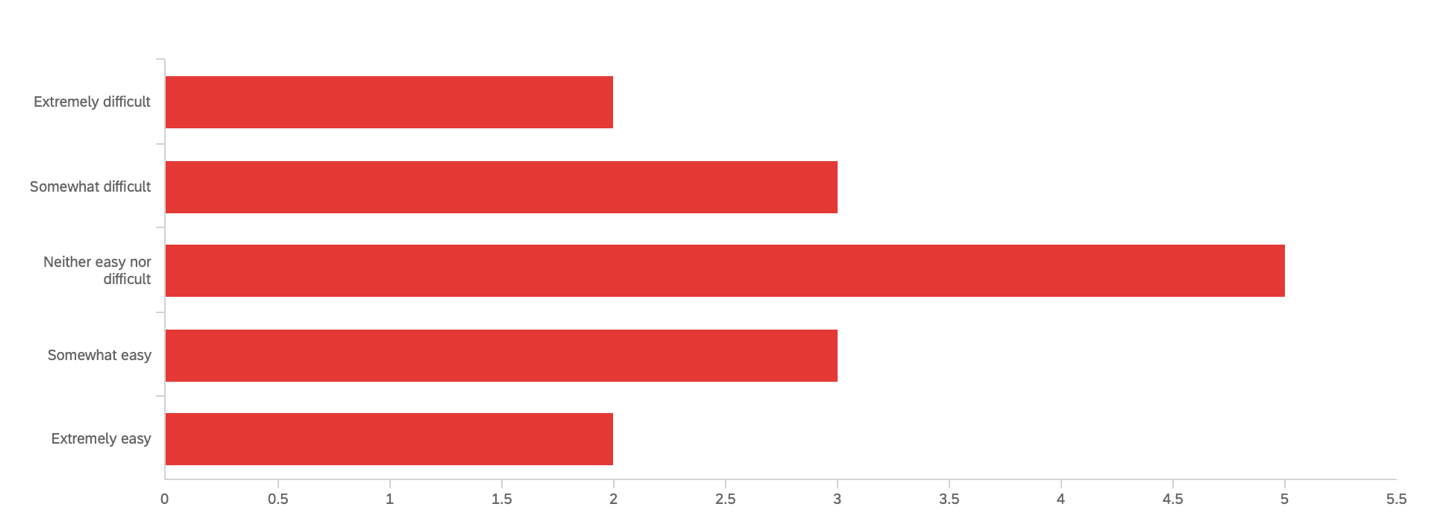 Extremely difficult
Somewhat difficult
Neither easy nor
difficult
Somewhat easy
Extremely easy
0 0.5 1 1.5 2 2.5 3 3.5 4 4.5 5 5.5